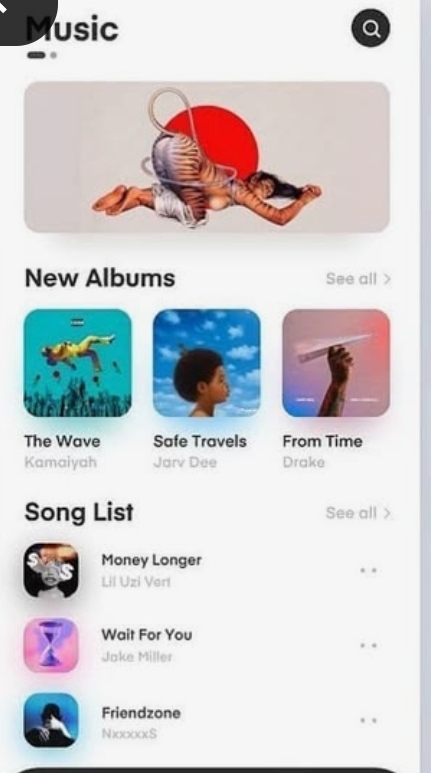 Music
New Albums See all >
The Wave Safe Travels From Time
Kamaiyah Jarv Dee Drake
Song List See all >
Money Longer
Lil Uzi Vert
Wait For You
Jake Miller
Friendzone
NxxxxxS